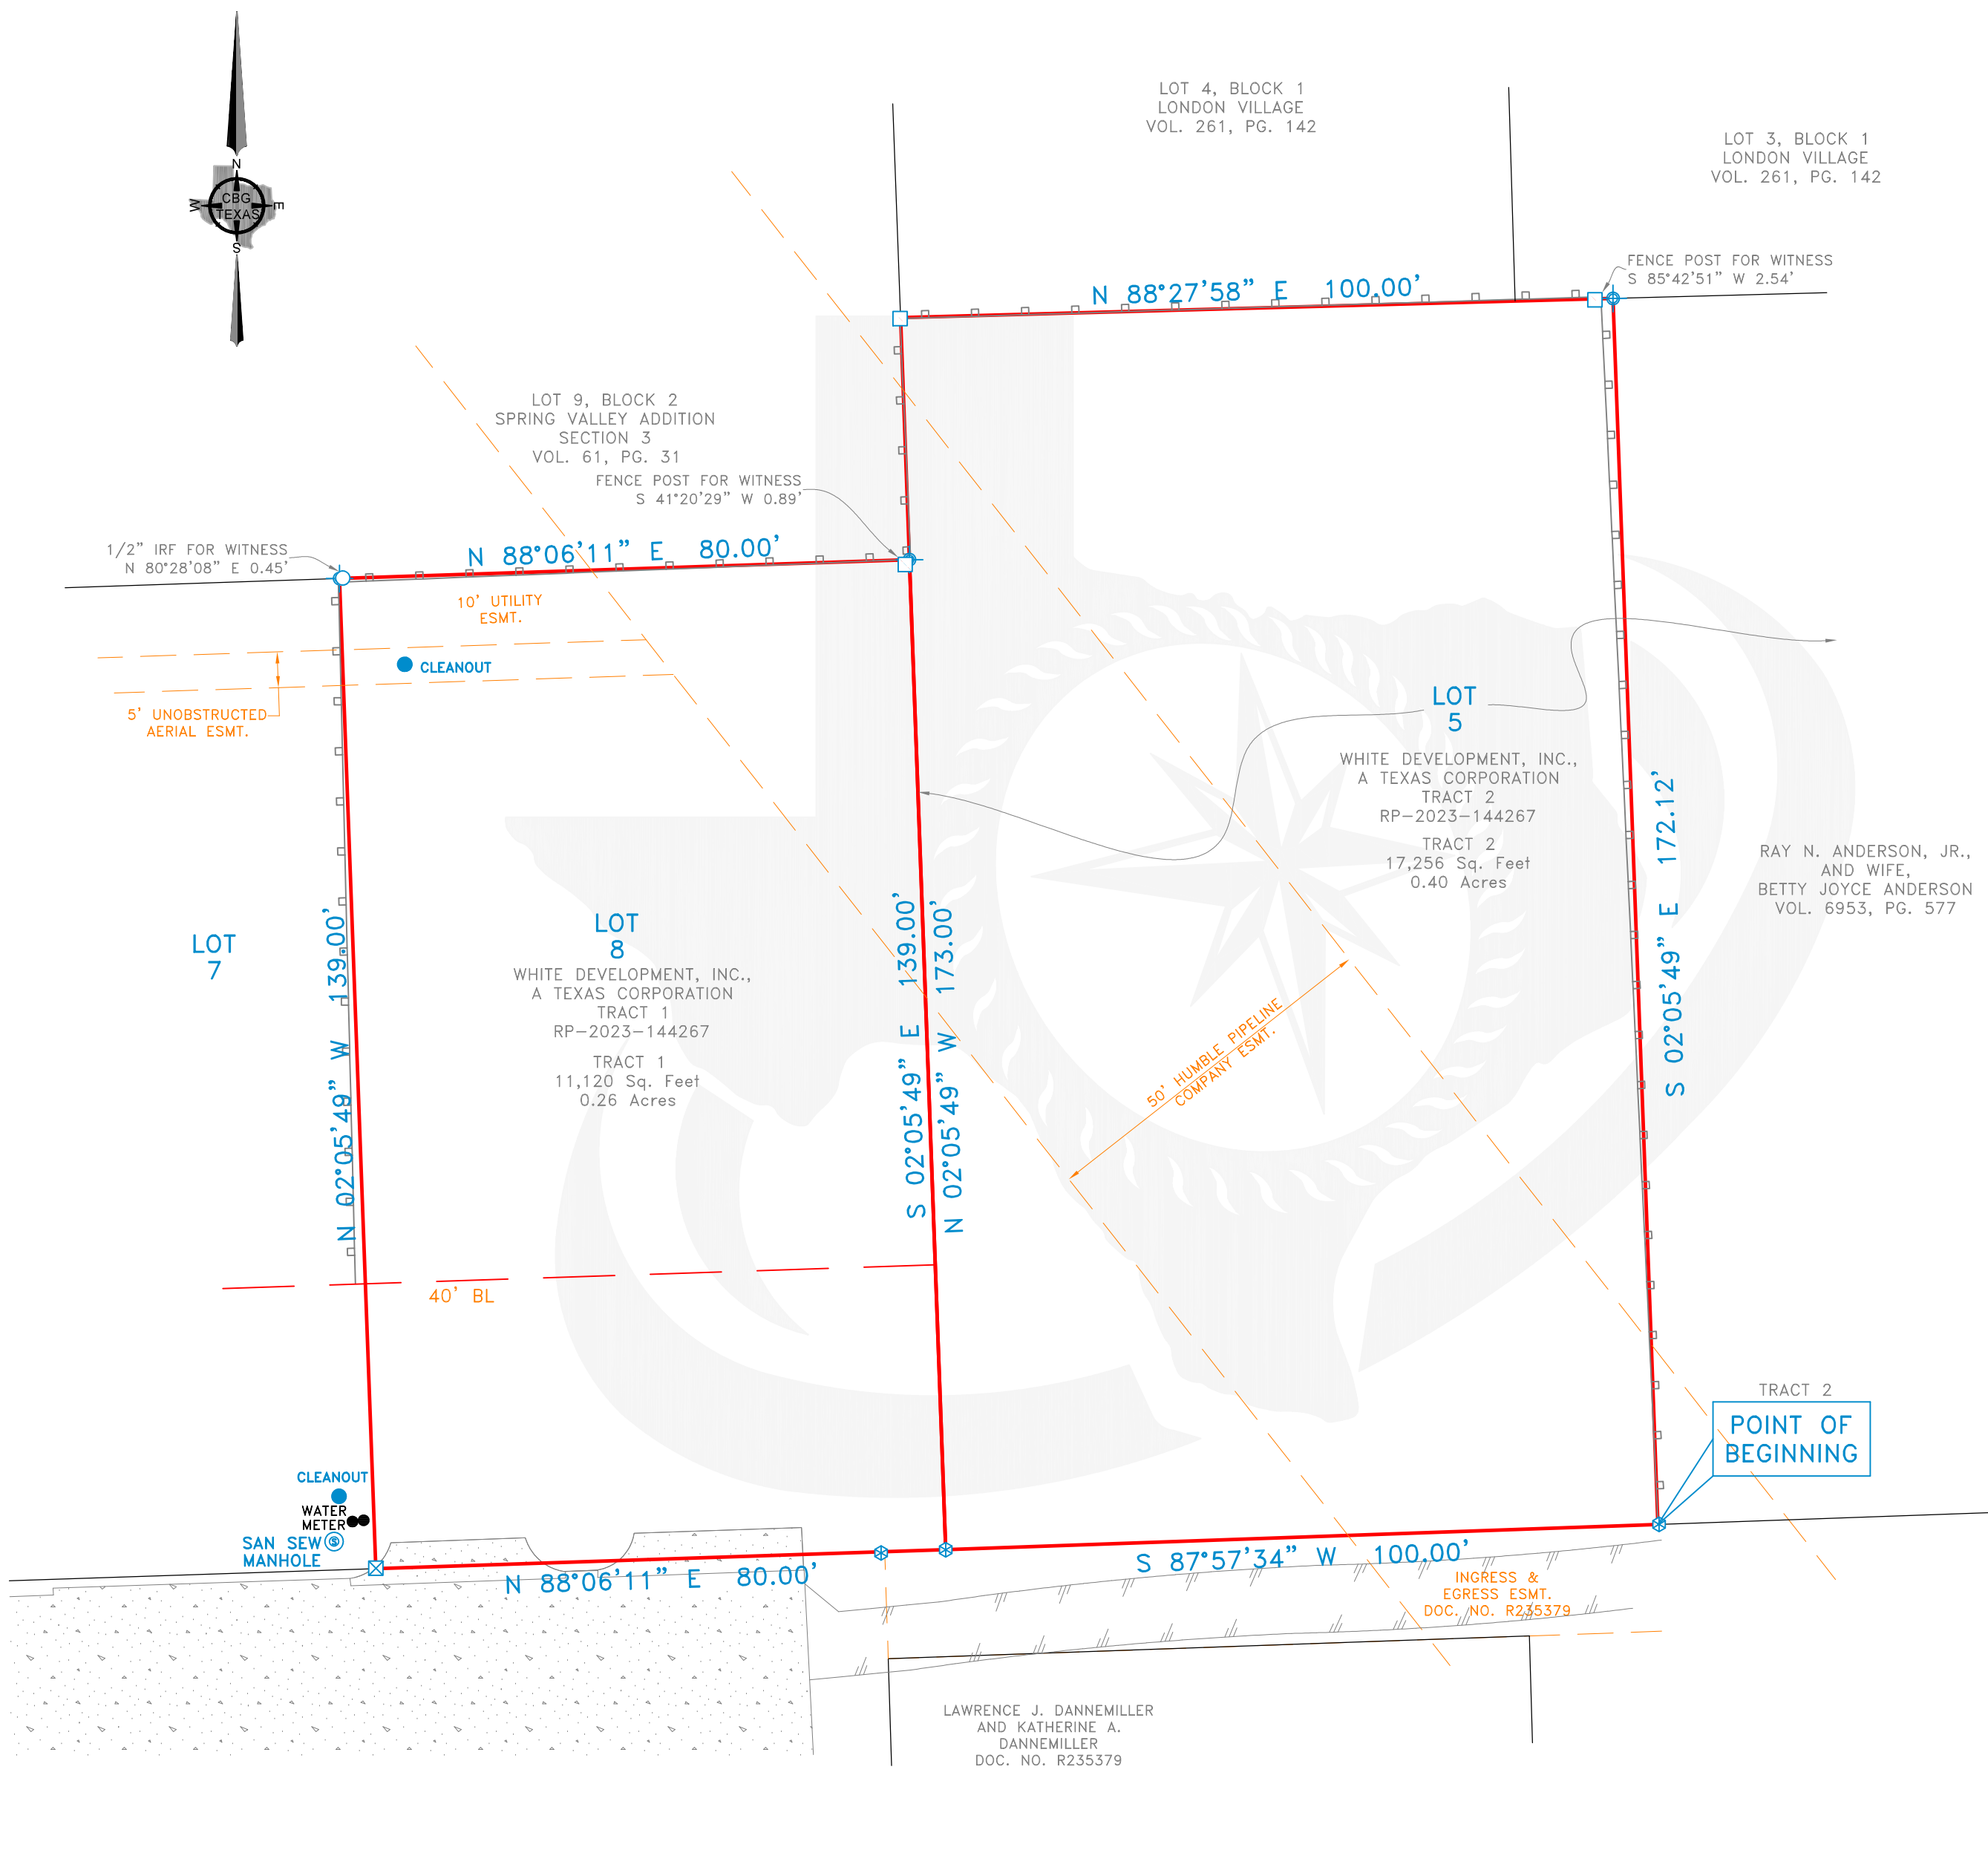 LOT 4, BLOCK 1
LONDON VILLAGE
VOL. 261, PG. 142
LOT 3, BLOCK 1
LONDON VILLAGE
VOL. 261, PG. 142
N
W
CBG
TEXAS
E
S
FENCE POST FOR WITNESS
S 85°42'51" W 2.54'
N 88°27'58" E 100.00'
LOT 9, BLOCK 2
SPRING VALLEY ADDITION
SECTION 3
VOL. 61, PG. 31
FENCE POST FOR WITNESS
S 41°20'29" W 0.89'
1/2" IRF FOR WITNESS
N 80°28'08" E 0.45'
N 88°06'11" E 80.00'
10' UTILITY
ESMT.
CLEANOUT
5' UNOBSTRUCTED
AERIAL ESMT.
LOT
5
WHITE DEVELOPMENT, INC.,
A TEXAS CORPORATION
TRACT 2
RP-2023-144267
TRACT 2
17,256 Sq. Feet
0.40 Acres
S 02°05'49" E 172.12'
RAY N. ANDERSON, JR.,
AND WIFE,
BETTY JOYCE ANDERSON
VOL. 6953, PG. 577
LOT
7
N 02°05'49" W 139.00'
LOT
8
WHITE DEVELOPMENT, INC.,
A TEXAS CORPORATION
TRACT 1
RP-2023-144267
TRACT 1
11,120 Sq. Feet
0.26 Acres
S 02°05'49" E 139.00'
N 02°05'49" W 173.00'
50' HUMBLE PIPELINE
COMPANY ESMT.
40' BL
TRACT 2
POINT OF
BEGINNING
CLEANOUT
WATER
METER
SAN SEW
MANHOLE
S
N 88°06'11" E 80.00'
S 87°57'34" W 100.00'
INGRESS &
EGRESS ESMT.
DOC. NO. R235379
LAWRENCE J. DANNEMILLER
AND KATHERINE A.
DANNEMILLER
DOC. NO. R235379